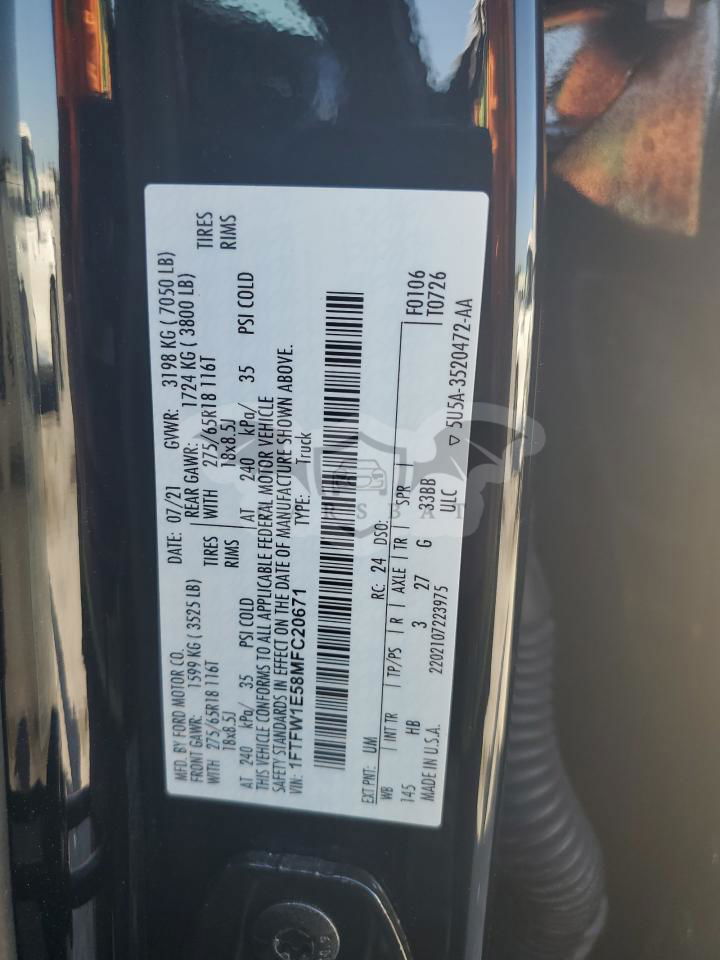 MFD. BY FORD MOTOR CO. DATE: 07/21 GVWR: 3198 KG ( 7050 LB)
FRONT GAWR: 1599 KG ( 3525 LB) REAR GAWR: 1724 KG ( 3800 LB)
WITH 275/65R18 116T TIRES WITH 275/65R18 116T TIRES
18x8.5J RIMS 18x8.5J RIMS
AT 240 kPa/ 35 PSI COLD AT 240 kPa/ 35 PSI COLD
THIS VEHICLE CONFORMS TO ALL APPLICABLE FEDERAL MOTOR VEHICLE
SAFETY STANDARDS IN EFFECT ON THE DATE OF MANUFACTURE SHOWN ABOVE.
VIN: 1FTFW1E58MFC20671 TYPE: Truck
EXT PNT: UM RC: 24 DSO:
WB INT TR TP/PS R AXLE TR SPR F0106
145 HB 3 27 G 33BB T0726
MADE IN U.S.A. 2202107223975 ULC ▽ 5U5A-3520472-AA